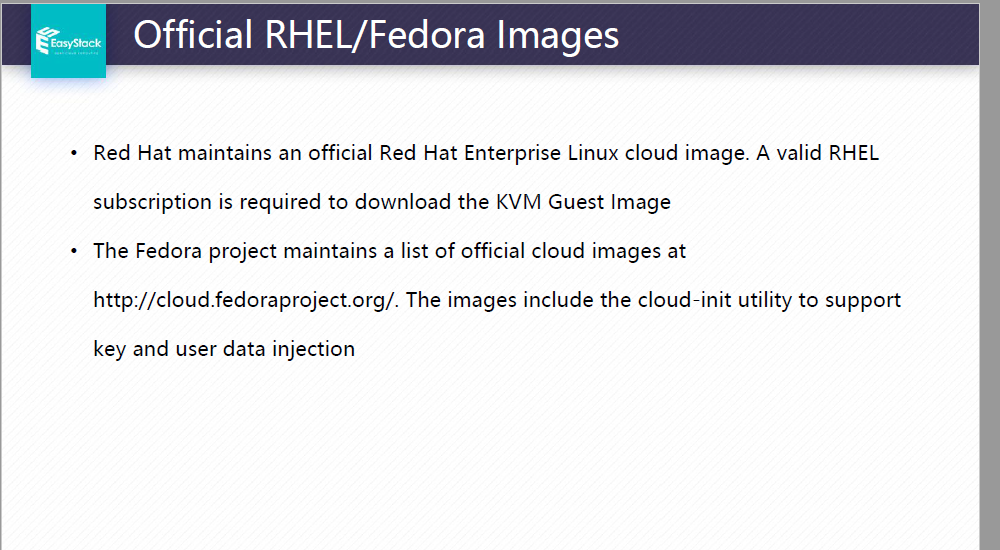 EasyStack
Official RHEL/Fedora Images
• Red Hat maintains an official Red Hat Enterprise Linux cloud image. A valid RHEL
subscription is required to download the KVM Guest Image
• The Fedora project maintains a list of official cloud images at
http://cloud.fedoraproject.org/. The images include the cloud-init utility to support
key and user data injection